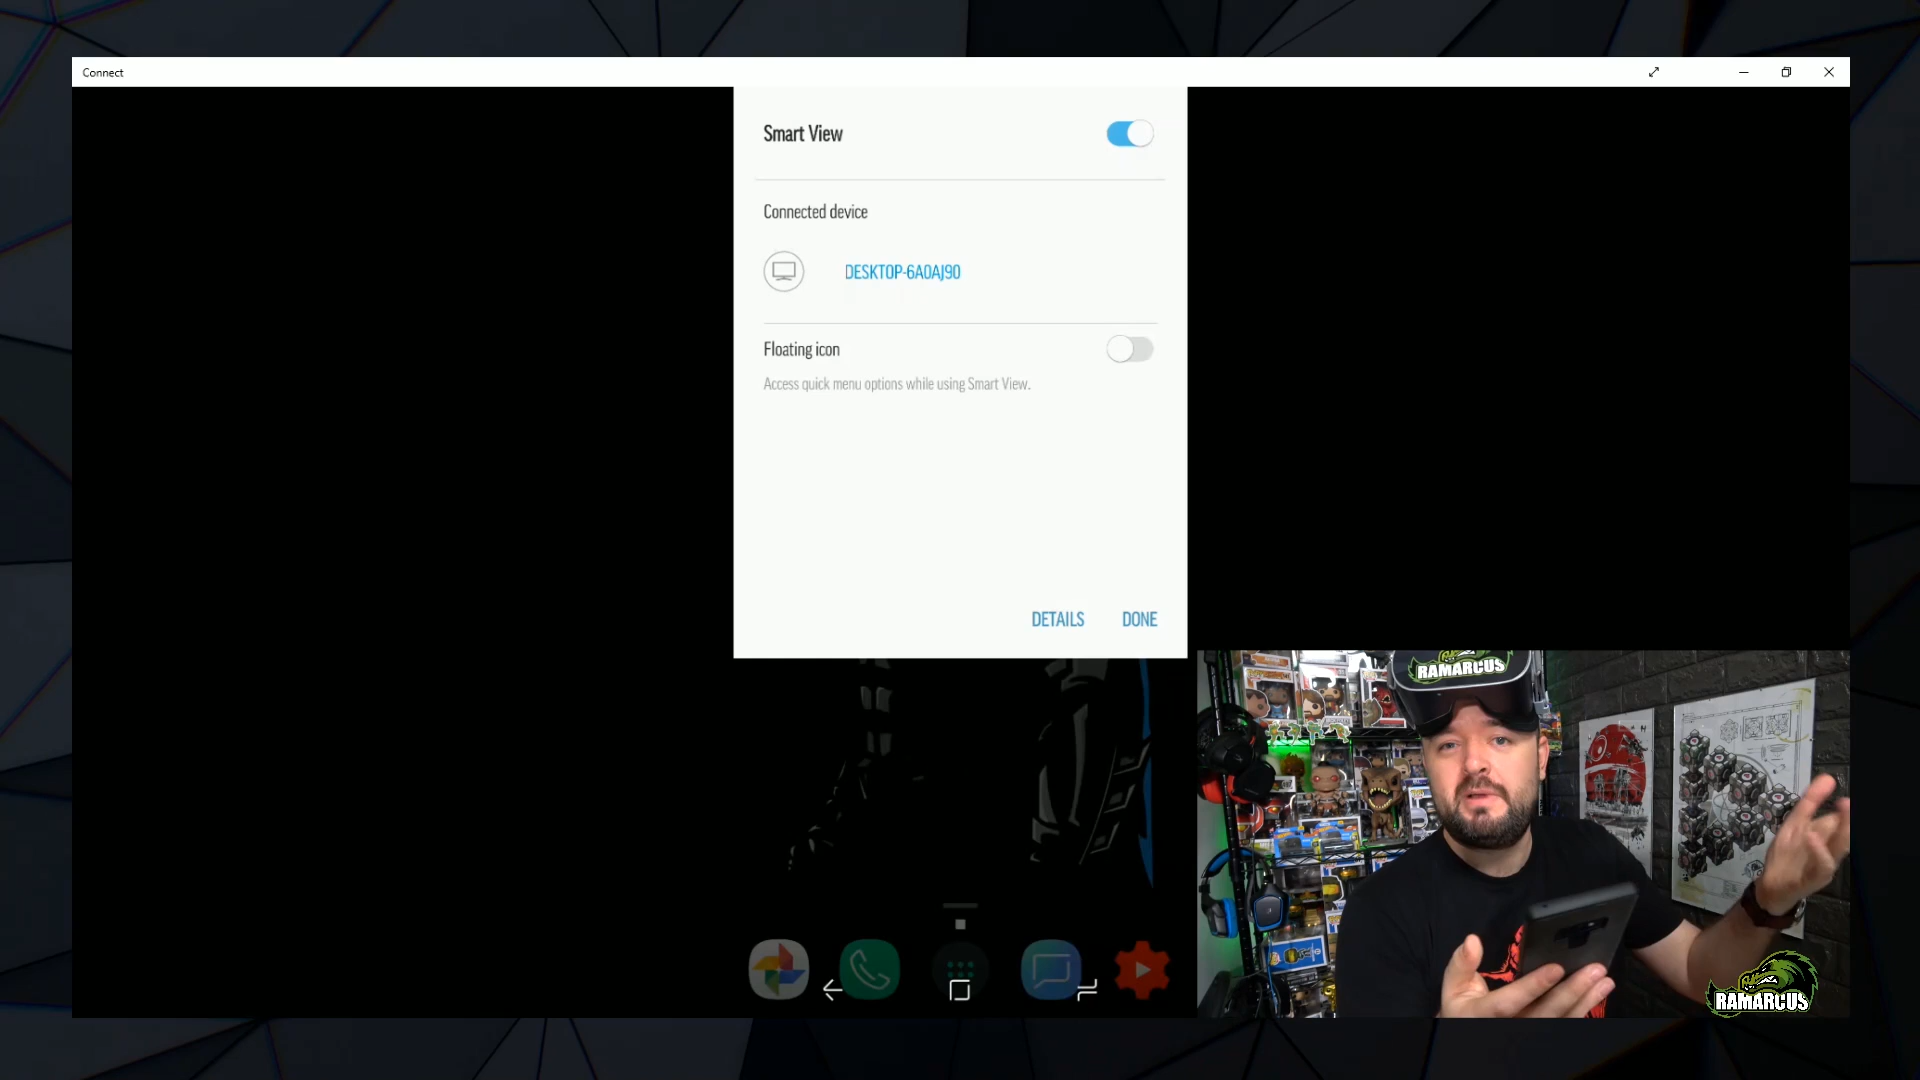 Connect
Smart View
Connected device
DESKTOP-6A0AJ90
Floating icon
Access quick menu options while using Smart View.
DETAILS
DONE
RAMARCUS
RAMARCUS